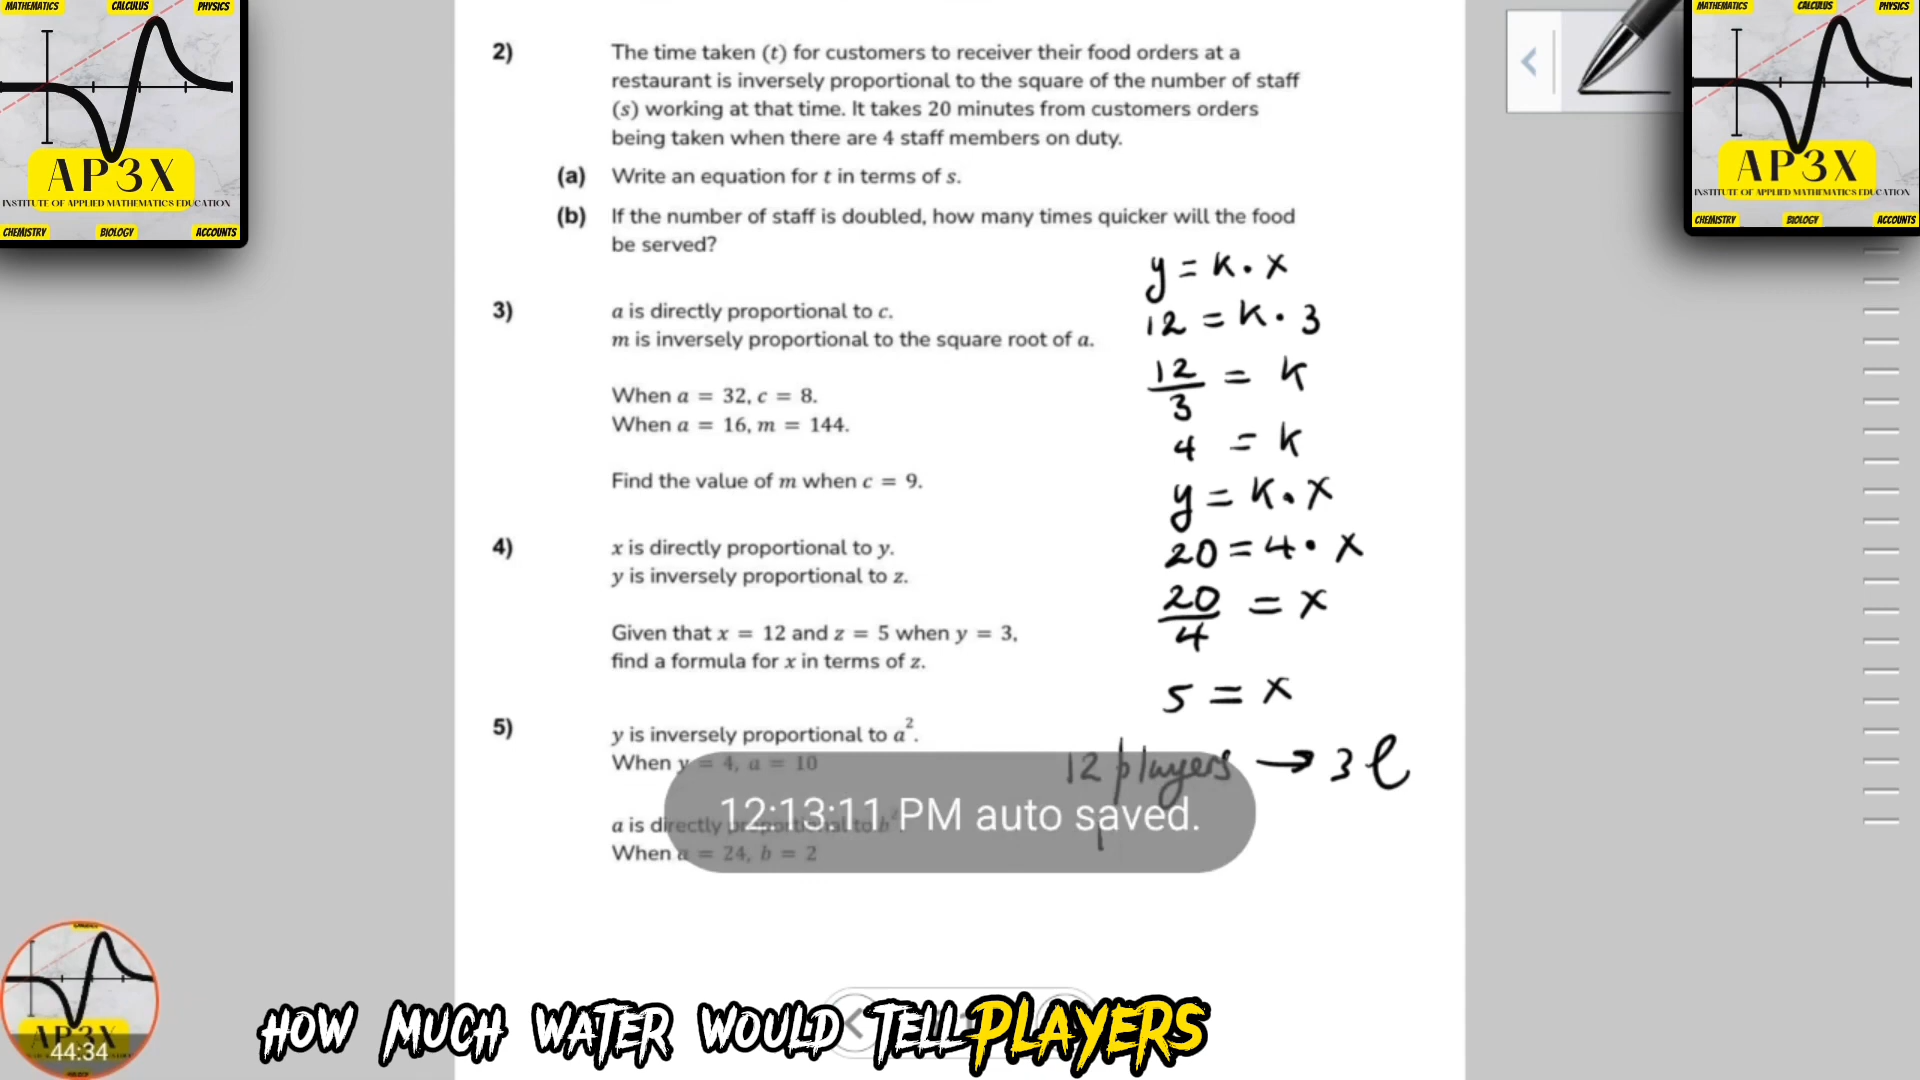 MATHEMATICS CALCULUS PHYSICS
AP3X
INSTITUTE OF APPLIED MATHEMATICS EDUCATION
CHEMISTRY BIOLOGY ACCOUNTS
2) The time taken (t) for customers to receiver their food orders at a
restaurant is inversely proportional to the square of the number of staff
(s) working at that time. It takes 20 minutes from customers orders
being taken when there are 4 staff members on duty.
(a) Write an equation for t in terms of s.
(b) If the number of staff is doubled, how many times quicker will the food
be served?
3) a is directly proportional to c.
m is inversely proportional to the square root of a.
When a = 32, c = 8.
When a = 16, m = 144.
Find the value of m when c = 9.
4) x is directly proportional to y.
y is inversely proportional to z.
Given that x = 12 and z = 5 when y = 3,
find a formula for x in terms of z.
5) y is inversely proportional to a².
When y = 4, a = 10
a is directly proportional to b
When a = 24, b = 2
y = k · x
12 = k · 3
12/3 = k
4 = k
y = k · x
20 = 4 · x
20/4 = x
5 = x
12 players → 3 l
12:13:11 PM auto saved.
MATHEMATICS CALCULUS PHYSICS
AP3X
INSTITUTE OF APPLIED MATHEMATICS EDUCATION
CHEMISTRY BIOLOGY ACCOUNTS
AP3X
44:34
HOW MUCH WATER WOULD TELL PLAYERS